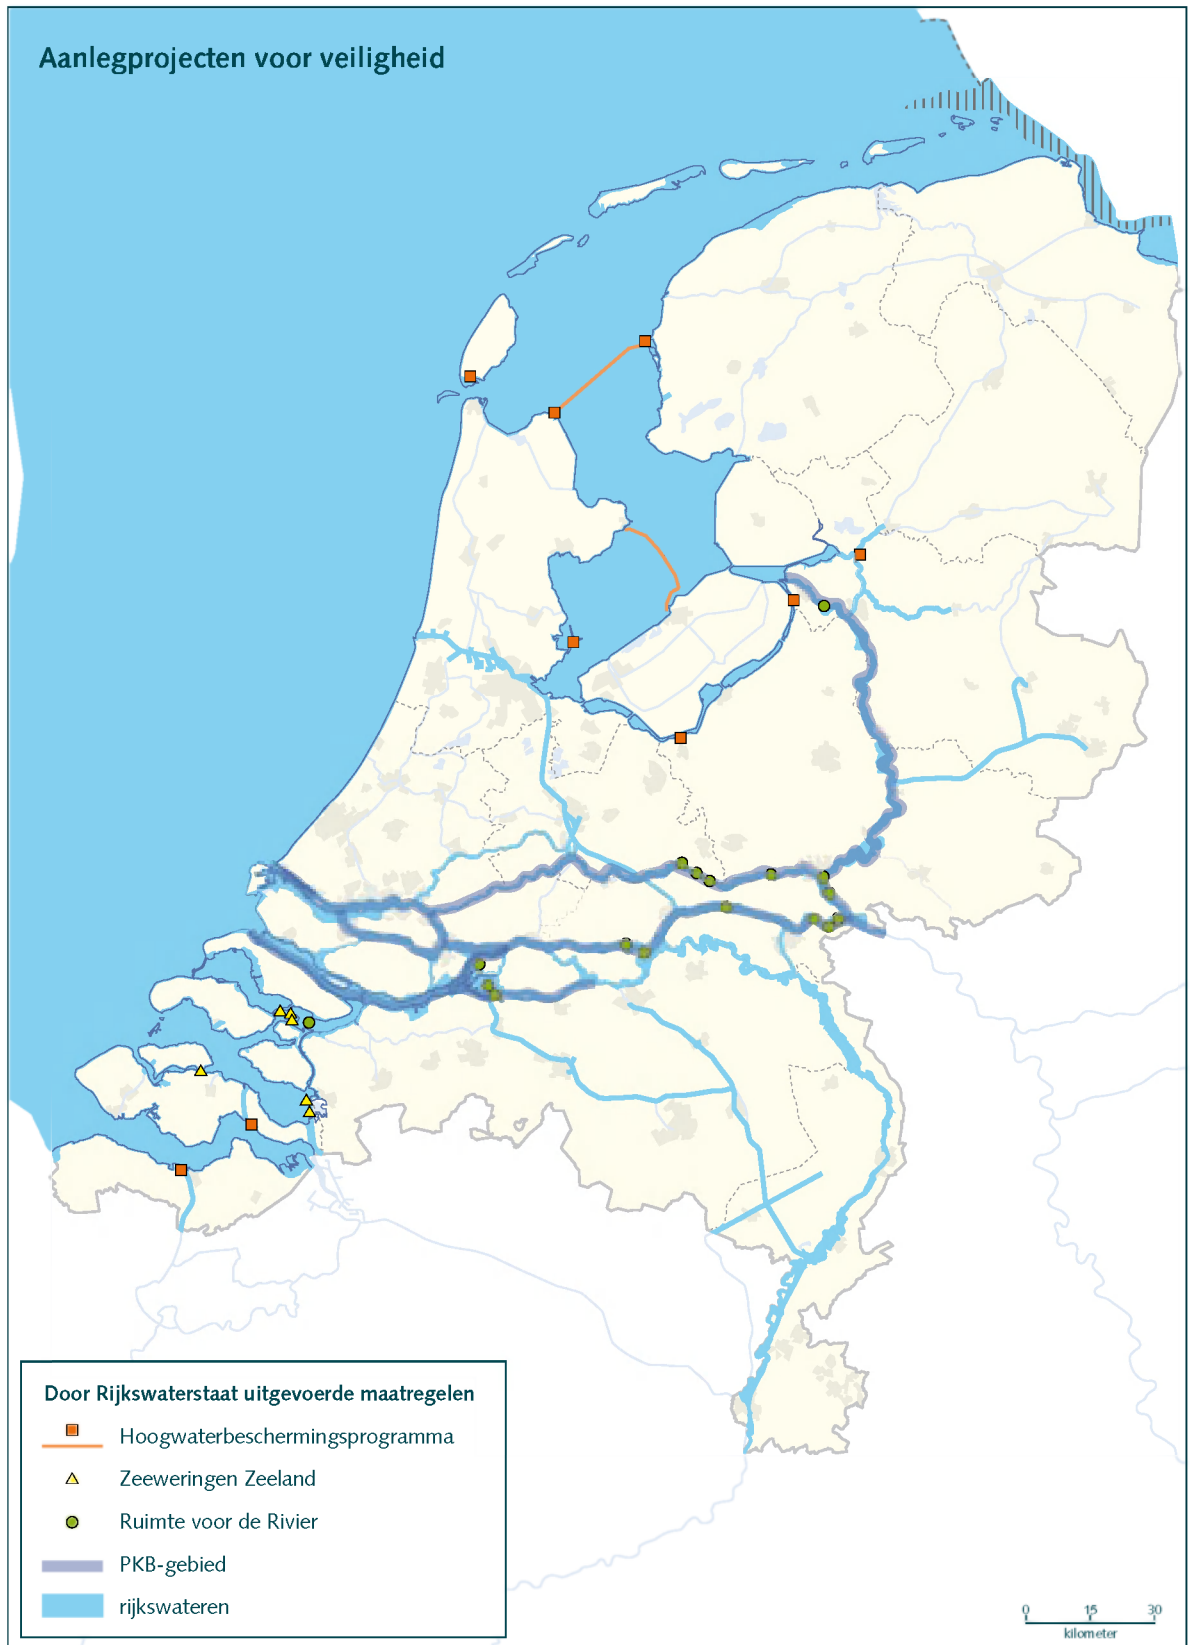 Aanlegprojecten voor veiligheid
Door Rijkswaterstaat uitgevoerde maatregelen
Hoogwaterbeschermingsprogramma
Zeeweringen Zeeland
Ruimte voor de Rivier
PKB-gebied
rijkswateren
0 15 30
kilometer